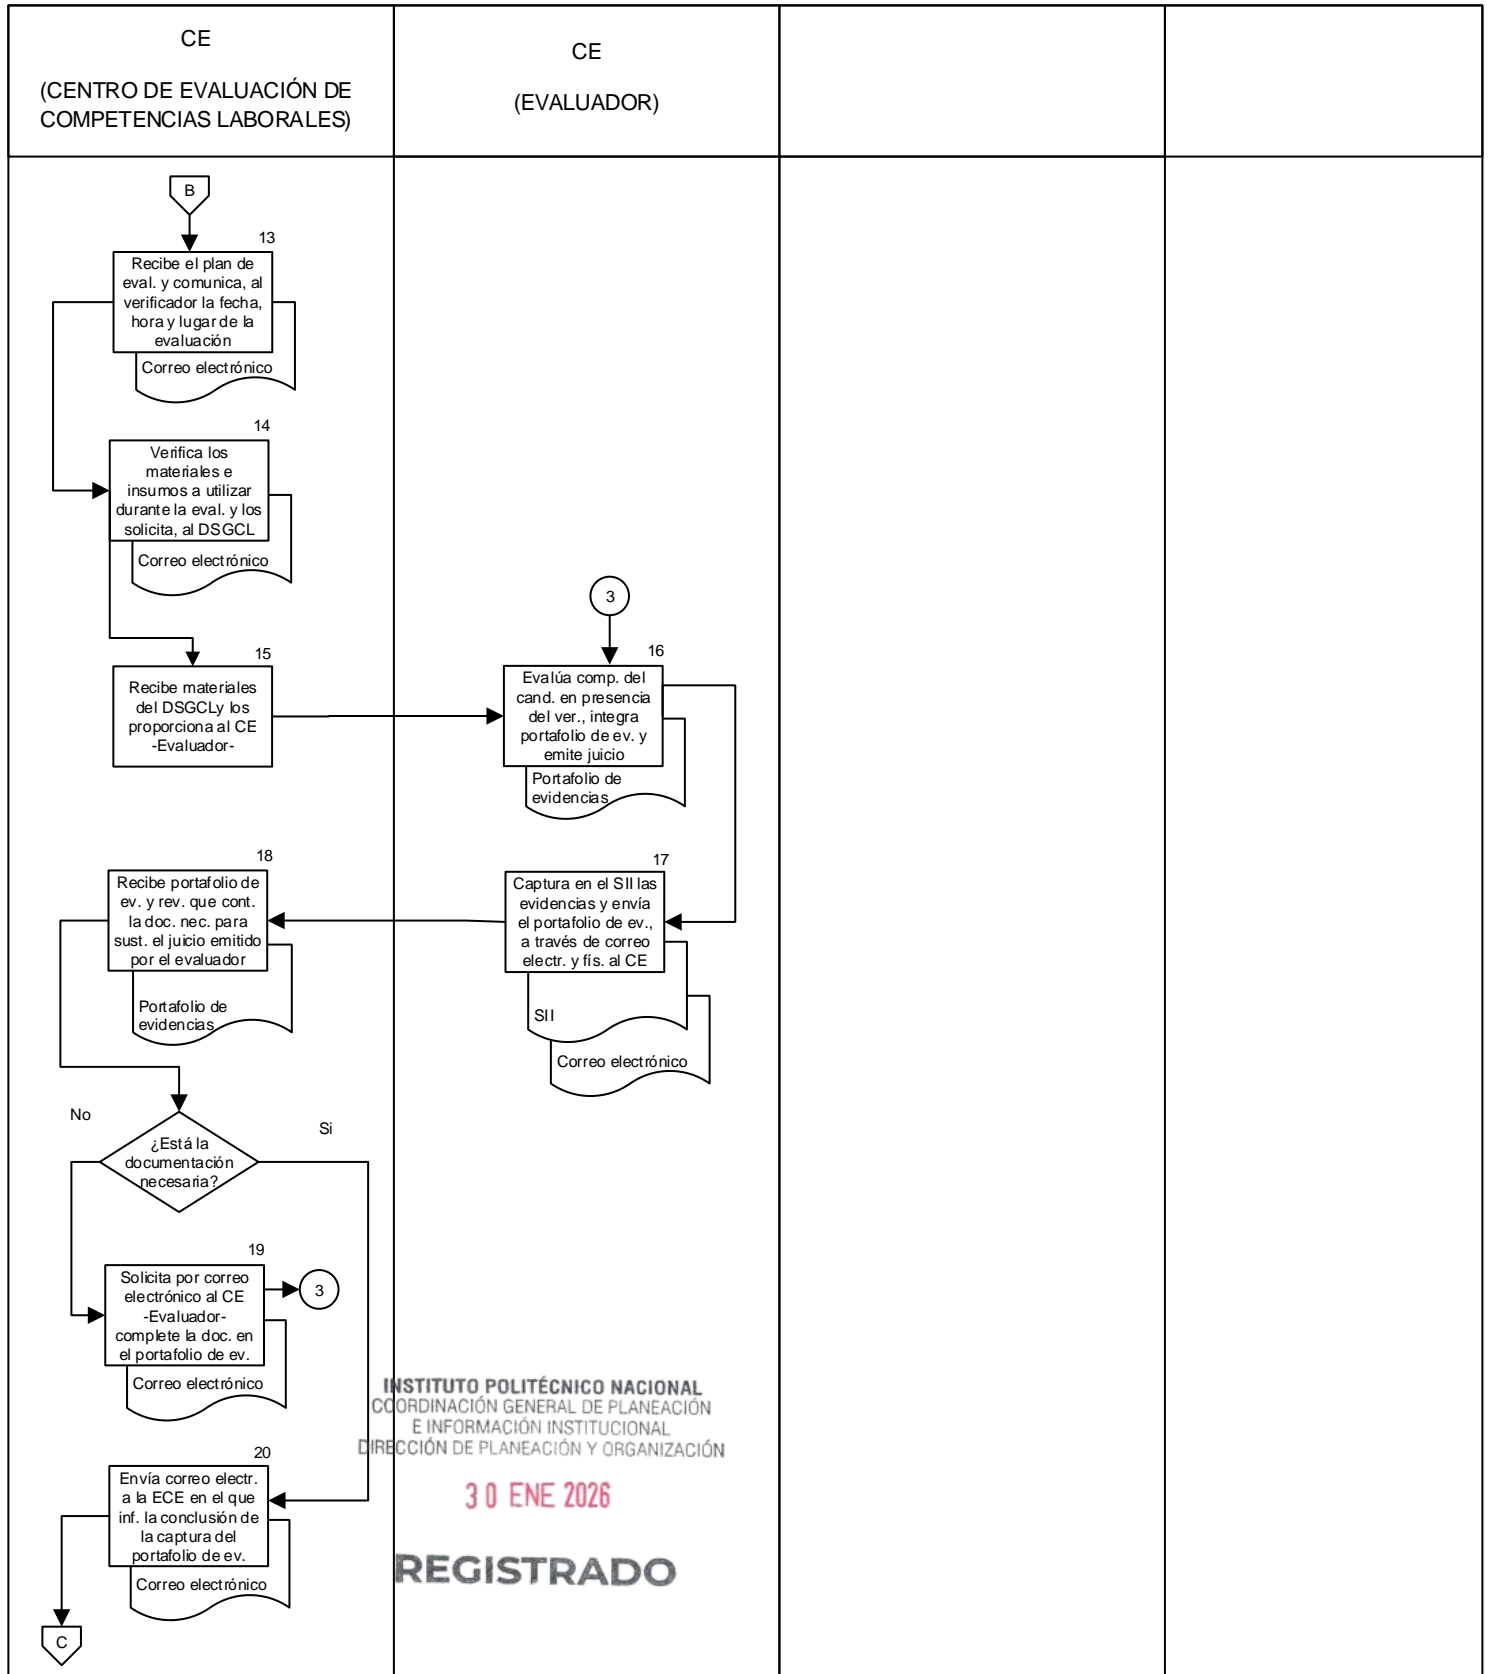 CE
(CENTRO DE EVALUACIÓN DE
COMPETENCIAS LABORALES)
CE
(EVALUADOR)
B
13
Recibe el plan de
eval. y comunica, al
verificador la fecha,
hora y lugar de la
evaluación
Correo electrónico
14
Verifica los
materiales e
insumos a utilizar
durante la eval. y los
solicita, al DSGCL
Correo electrónico
15
Recibe materiales
del DSGCLy los
proporciona al CE
-Evaluador-
3
16
Evalúa comp. del
cand. en presencia
del ver., integra
portafolio de ev. y
emite juicio
Portafolio de
evidencias
17
Captura en el SII las
evidencias y envía
el portafolio de ev.,
a través de correo
electr. y fís. al CE
SII
Correo electrónico
18
Recibe portafolio de
ev. y rev. que cont.
la doc. nec. para
sust. el juicio emitido
por el evaluador
Portafolio de
evidencias
No
Si
¿Está la
documentación
necesaria?
19
Solicita por correo
electrónico al CE
-Evaluador-
complete la doc. en
el portafolio de ev.
3
Correo electrónico
20
Envía correo electr.
a la ECE en el que
inf. la conclusión de
la captura del
portafolio de ev.
Correo electrónico
C
INSTITUTO POLITÉCNICO NACIONAL
COORDINACIÓN GENERAL DE PLANEACIÓN
E INFORMACIÓN INSTITUCIONAL
DIRECCIÓN DE PLANEACIÓN Y ORGANIZACIÓN
30 ENE 2026
REGISTRADO